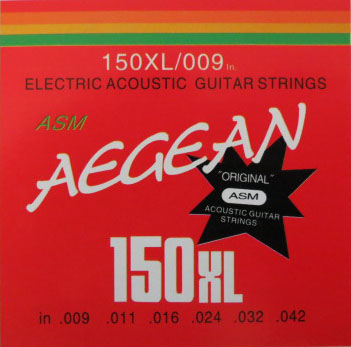 150XL/009 In.
ELECTRIC ACOUSTIC GUITAR STRINGS
ASM
AEGEAN
"ORIGINAL"
ASM
ACOUSTIC GUITAR
STRINGS
150XL
in .009 .011 .016 .024 .032 .042